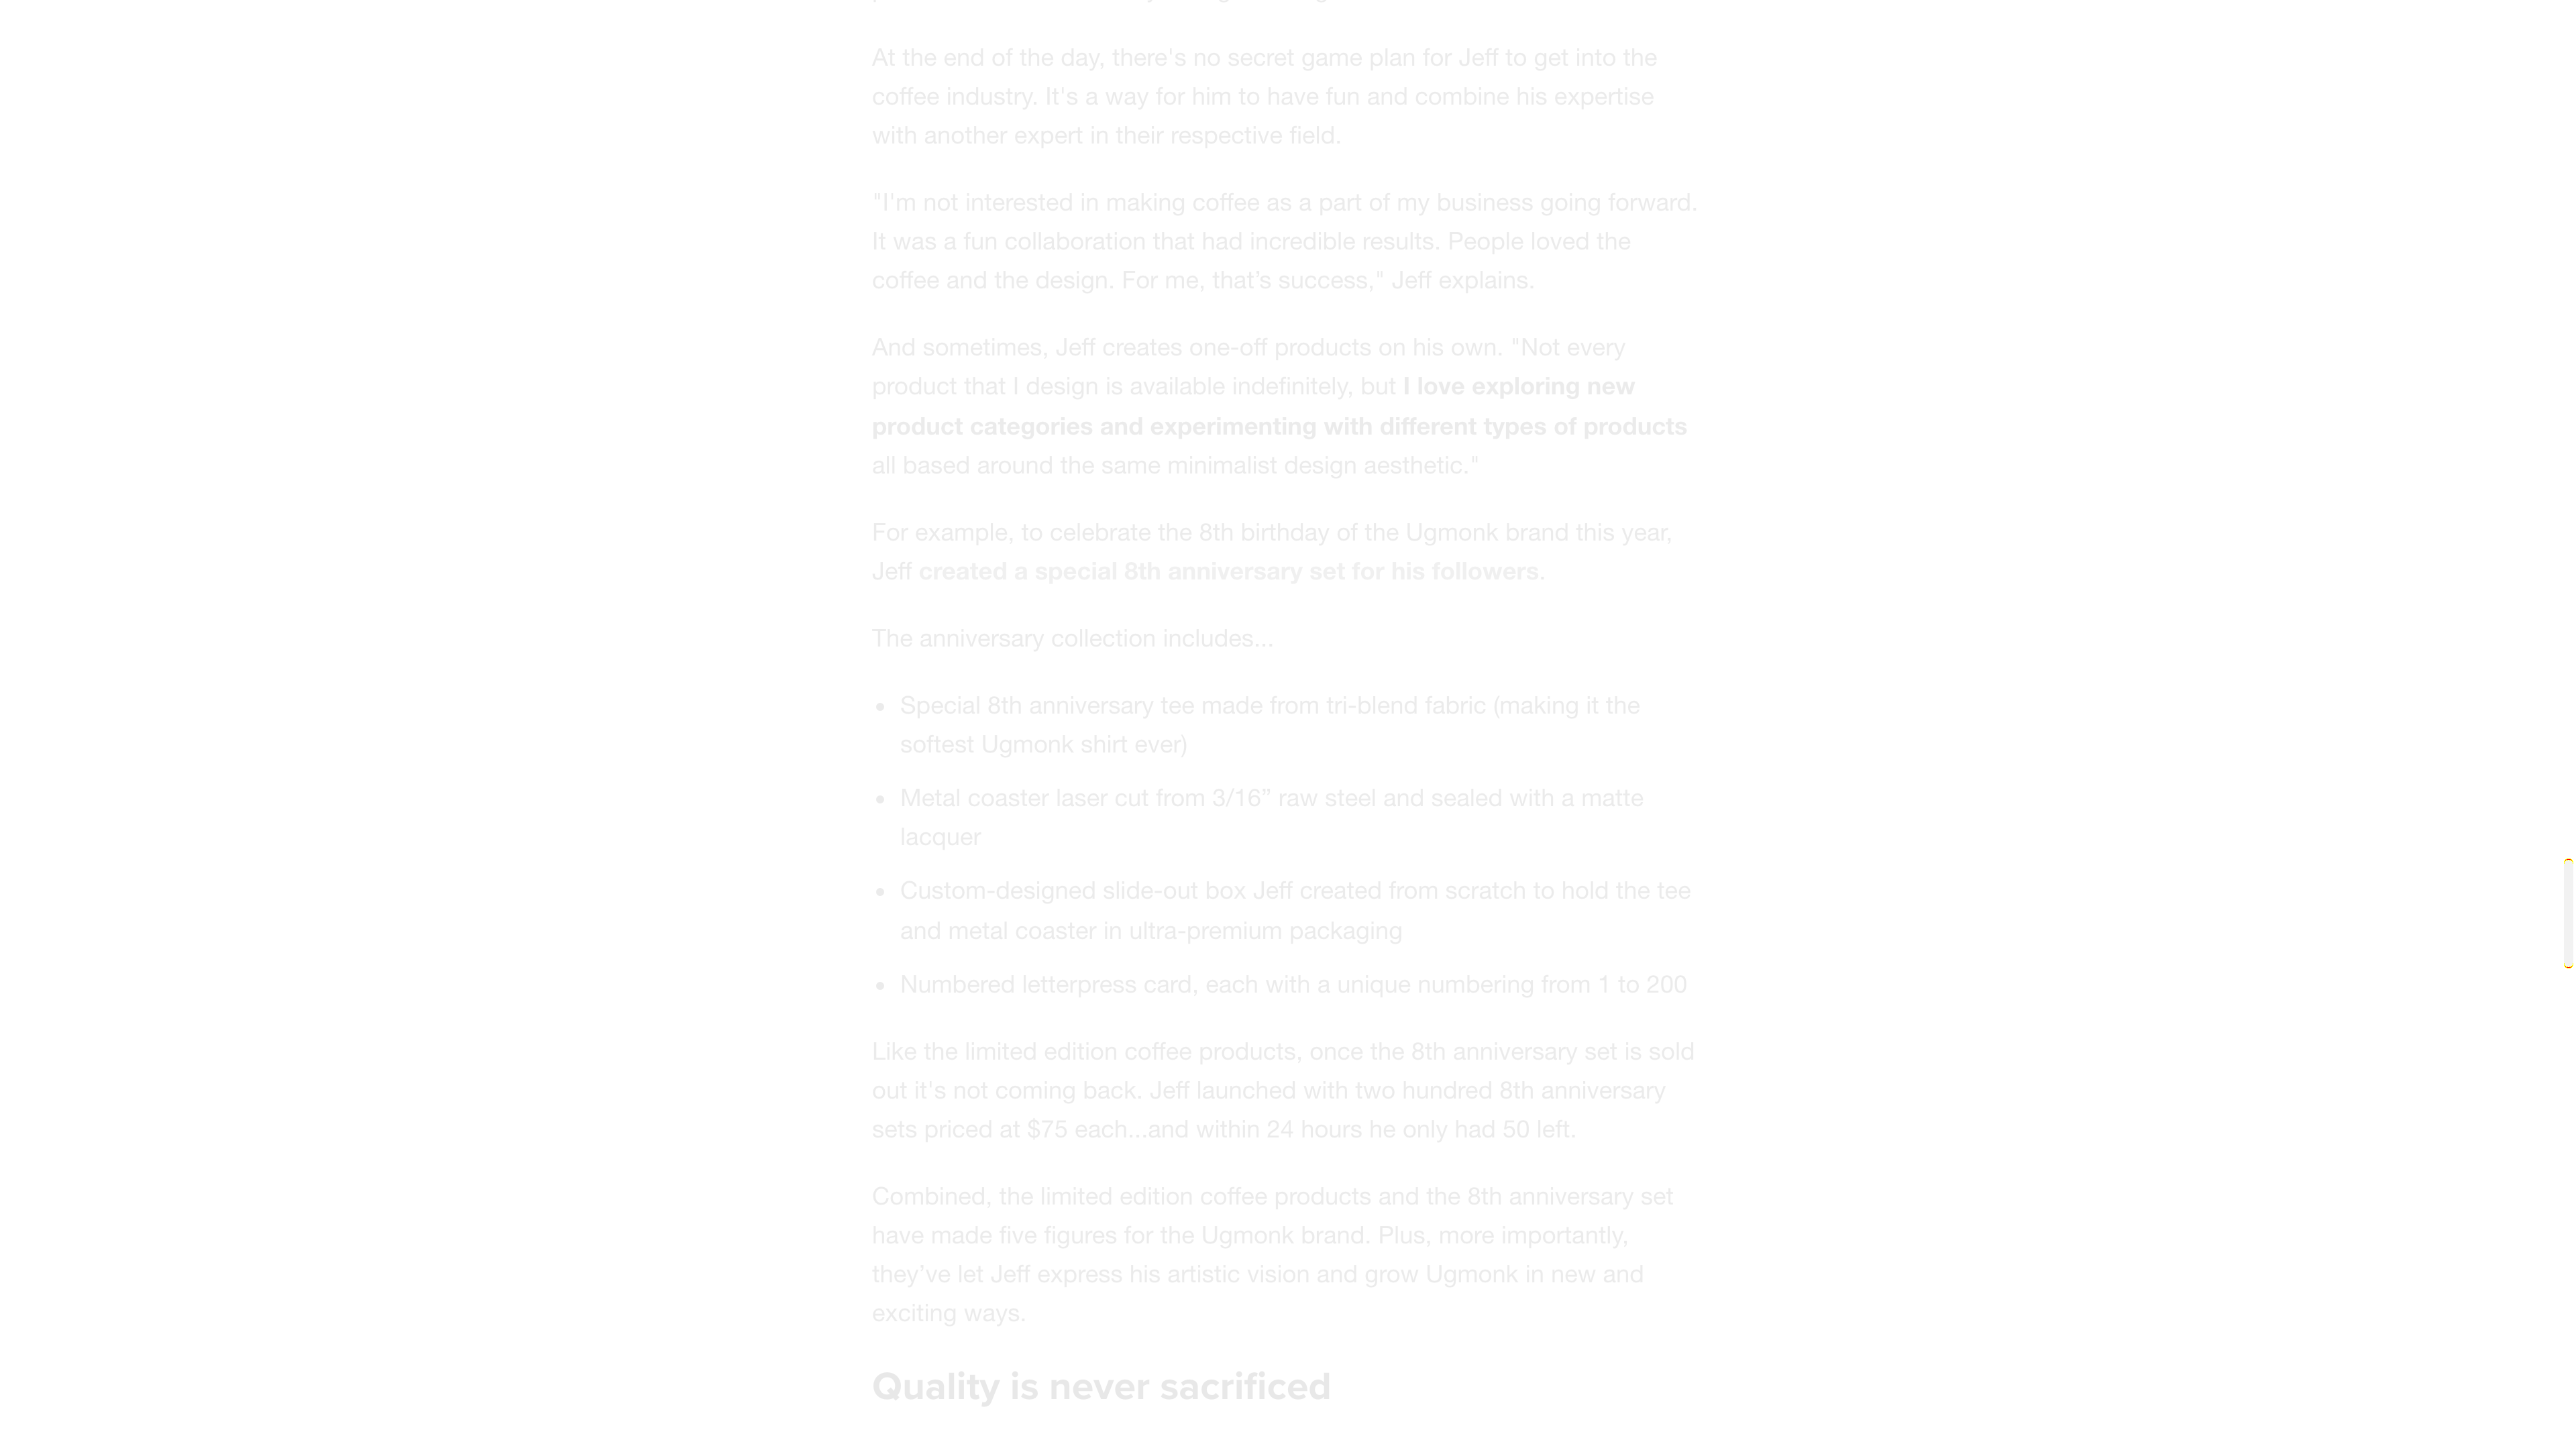 At the end of the day, there's no secret game plan for Jeff to get into the
coffee industry. It's a way for him to have fun and combine his expertise
with another expert in their respective field.
"I'm not interested in making coffee as a part of my business going forward.
It was a fun collaboration that had incredible results. People loved the
coffee and the design. For me, that’s success," Jeff explains.
And sometimes, Jeff creates one-off products on his own. "Not every
product that I design is available indefinitely, but I love exploring new
product categories and experimenting with different types of products
all based around the same minimalist design aesthetic."
For example, to celebrate the 8th birthday of the Ugmonk brand this year,
Jeff created a special 8th anniversary set for his followers.
The anniversary collection includes...
• Special 8th anniversary tee made from tri-blend fabric (making it the
softest Ugmonk shirt ever)
• Metal coaster laser cut from 3/16” raw steel and sealed with a matte
lacquer
• Custom-designed slide-out box Jeff created from scratch to hold the tee
and metal coaster in ultra-premium packaging
• Numbered letterpress card, each with a unique numbering from 1 to 200
Like the limited edition coffee products, once the 8th anniversary set is sold
out it's not coming back. Jeff launched with two hundred 8th anniversary
sets priced at $75 each...and within 24 hours he only had 50 left.
Combined, the limited edition coffee products and the 8th anniversary set
have made five figures for the Ugmonk brand. Plus, more importantly,
they’ve let Jeff express his artistic vision and grow Ugmonk in new and
exciting ways.
Quality is never sacrificed